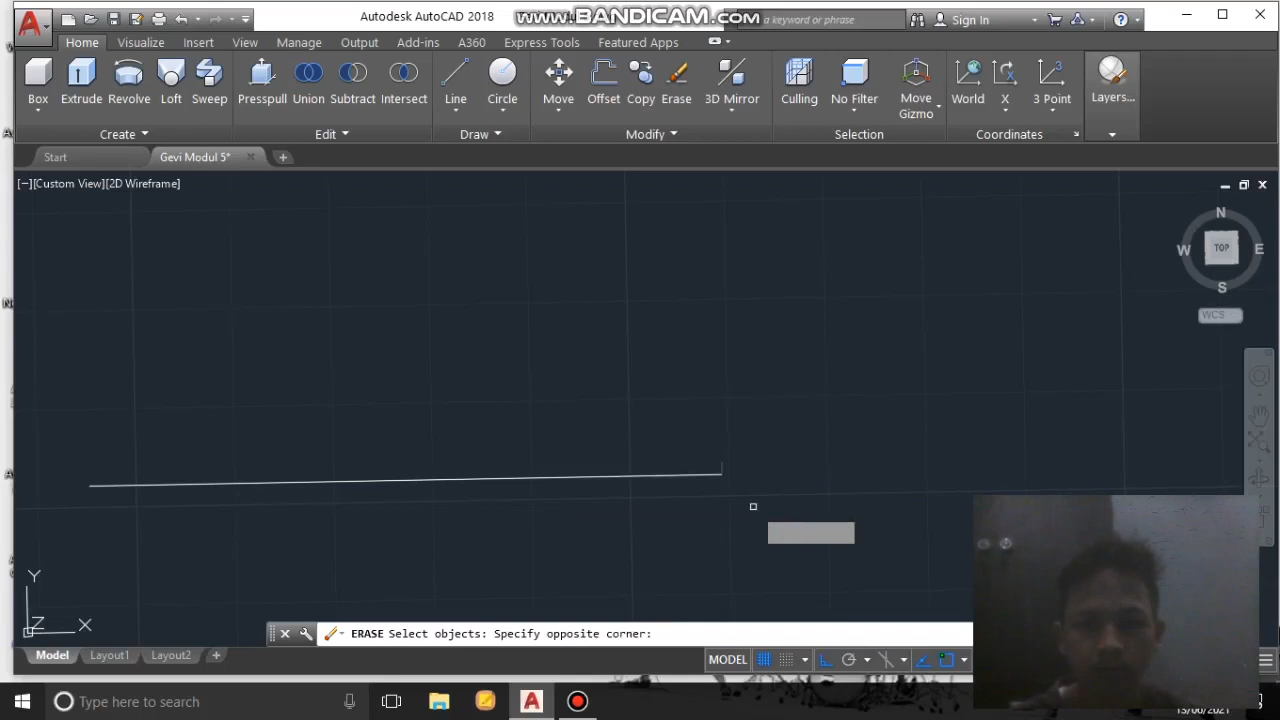 Autodesk AutoCAD 2018
www.BANDICAM.com
a keyword or phrase
Sign In
Home
Visualize
Insert
View
Manage
Output
Add-ins
A360
Express Tools
Featured Apps
Box
Extrude
Revolve
Loft
Sweep
Presspull
Union
Subtract
Intersect
Line
Circle
Move
Offset
Copy
Erase
3D Mirror
Culling
No Filter
Move
Gizmo
World
X
3 Point
Layers...
Create
Edit
Draw
Modify
Selection
Coordinates
Start
Gevi Modul 5*
[−][Custom View][2D Wireframe]
N
W
TOP
E
S
WCS
Y
Z
X
ERASE Select objects: Specify opposite corner:
Model
Layout1
Layout2
MODEL
Type here to search
13/06/2021